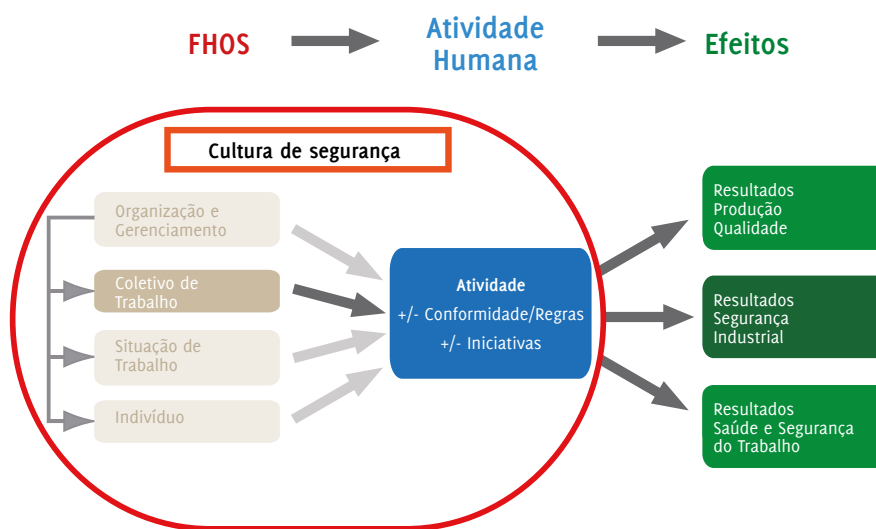 FHOS
Atividade
Humana
Efeitos
Cultura de segurança
Organização e
Gerenciamento
Coletivo de
Trabalho
Situação de
Trabalho
Indivíduo
Atividade
+/- Conformidade/Regras
+/- Iniciativas
Resultados
Produção
Qualidade
Resultados
Segurança
Industrial
Resultados
Saúde e Segurança
do Trabalho